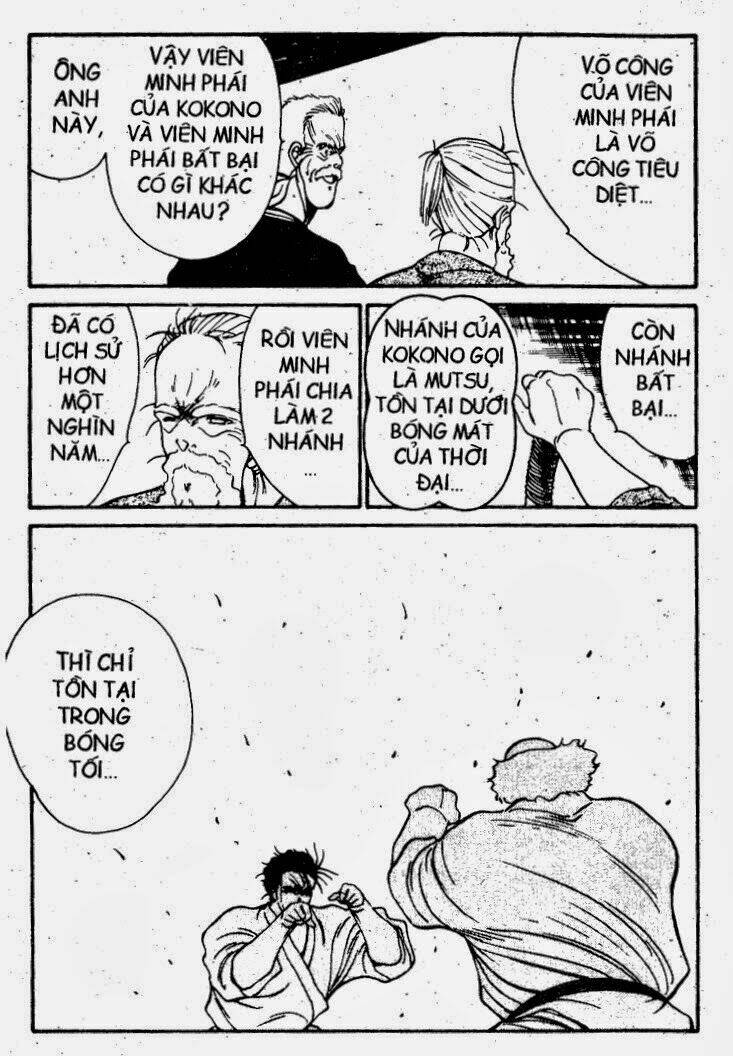 ÔNG
ANH
NÀY,
VẬY VIÊN
MINH PHÁI
CỦA KOKONO
VÀ VIÊN MINH
PHÁI BẤT BẠI
CÓ GÌ KHÁC
NHAU?
VÕ CÔNG
CỦA VIÊN
MINH PHÁI
LÀ VÕ
CÔNG TIÊU
DIỆT...
ĐÃ CÓ
LỊCH SỬ
HƠN
MỘT
NGHÌN
NĂM...
RỒI VIÊN
MINH
PHÁI CHIA
LÀM 2
NHÁNH
...
NHÁNH CỦA
KOKONO GỌI
LÀ MUTSU,
TỒN TẠI DƯỚI
BỐNG MÁT
CỦA THỜI
ĐẠI...
CÒN
NHÁNH
BẤT
BẠI...
THÌ CHỈ
TỒN TẠI
TRONG
BÓNG
TỐI...